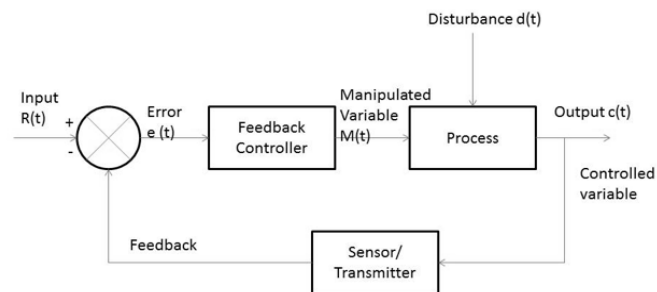 Disturbance d(t)
Input
R(t)
+
-
Error
e (t)
Feedback
Controller
Manipulated
Variable
M(t)
Process
Output c(t)
Controlled
variable
Feedback
Sensor/
Transmitter